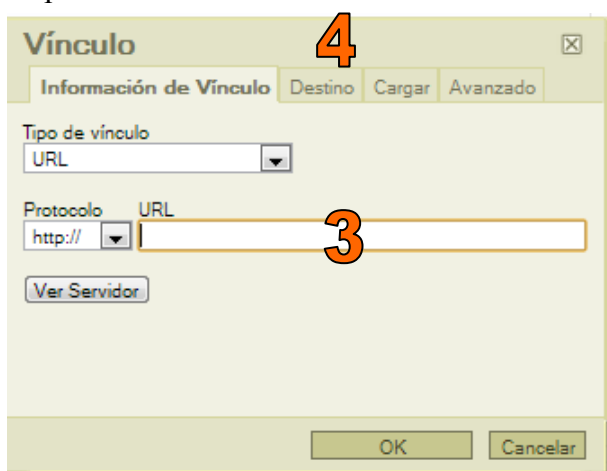 Vínculo 4
Información de Vínculo Destino Cargar Avanzado
Tipo de vínculo
URL
Protocolo URL
http:// 3
Ver Servidor
OK Cancelar